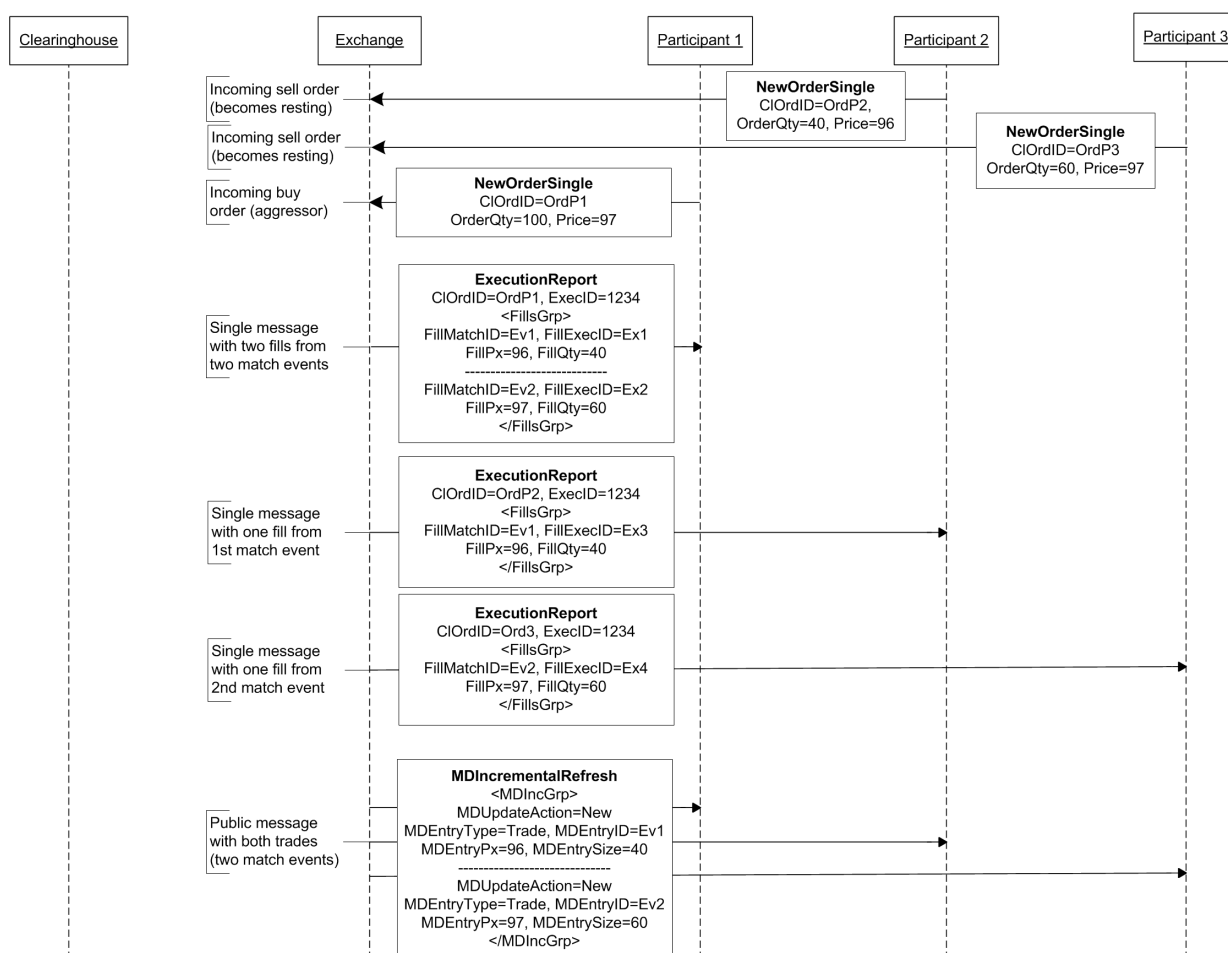 Clearinghouse
Exchange
Participant 1
Participant 2
Participant 3
Incoming sell order
(becomes resting)
NewOrderSingle
ClOrdID=OrdP2,
OrderQty=40, Price=96
Incoming sell order
(becomes resting)
NewOrderSingle
ClOrdID=OrdP3
OrderQty=60, Price=97
Incoming buy
order (aggressor)
NewOrderSingle
ClOrdID=OrdP1
OrderQty=100, Price=97
Single message
with two fills from
two match events
ExecutionReport
ClOrdID=OrdP1, ExecID=1234
<FillsGrp>
FillMatchID=Ev1, FillExecID=Ex1
FillPx=96, FillQty=40
----------------------------
FillMatchID=Ev2, FillExecID=Ex2
FillPx=97, FillQty=60
</FillsGrp>
Single message
with one fill from
1st match event
ExecutionReport
ClOrdID=OrdP2, ExecID=1234
<FillsGrp>
FillMatchID=Ev1, FillExecID=Ex3
FillPx=96, FillQty=40
</FillsGrp>
Single message
with one fill from
2nd match event
ExecutionReport
ClOrdID=Ord3, ExecID=1234
<FillsGrp>
FillMatchID=Ev2, FillExecID=Ex4
FillPx=97, FillQty=60
</FillsGrp>
Public message
with both trades
(two match events)
MDIncrementalRefresh
<MDIncGrp>
MDUpdateAction=New
MDEntryType=Trade, MDEntryID=Ev1
MDEntryPx=96, MDEntrySize=40
------------------------------
MDUpdateAction=New
MDEntryType=Trade, MDEntryID=Ev2
MDEntryPx=97, MDEntrySize=60
</MDIncGrp>